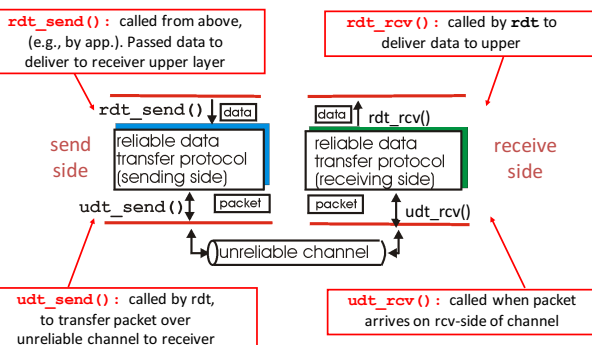 rdt_send(): called from above,
(e.g., by app.). Passed data to
deliver to receiver upper layer
rdt_rcv(): called by rdt to
deliver data to upper
rdt_send()
data
data
rdt_rcv()
send
side
reliable data
transfer protocol
(sending side)
reliable data
transfer protocol
(receiving side)
receive
side
udt_send()
packet
packet
udt_rcv()
unreliable channel
udt_send(): called by rdt,
to transfer packet over
unreliable channel to receiver
udt_rcv(): called when packet
arrives on rcv-side of channel